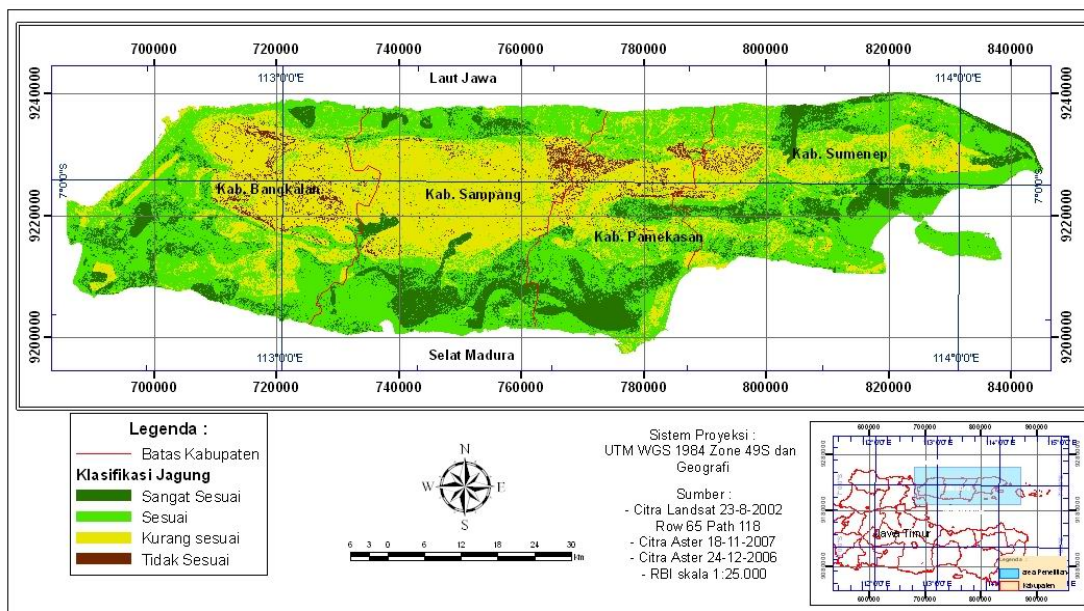 700000 720000 740000 760000 780000 800000 820000 840000
113°0'0"E Laut Jawa 114°0'0"E
9240000 9240000
7°0'0"S 7°0'0"S
Kab. Sumenep
Kab. Bangkalan Kab. Sampang
9220000 9220000
Kab. Pamekasan
9200000 9200000
113°0'0"E Selat Madura 114°0'0"E
700000 720000 740000 760000 780000 800000 820000 840000
Legenda :
Batas Kabupaten
Klasifikasi Jagung
Sangat Sesuai
Sesuai
Kurang sesuai
Tidak Sesuai
N
W E
S
6 3 0 6 12 18 24 30
Km
Sistem Proyeksi :
UTM WGS 1984 Zone 49S dan
Geografi
Sumber :
- Citra Landsat 23-8-2002
Row 65 Path 118
- Citra Aster 18-11-2007
- Citra Aster 24-12-2006
- RBI skala 1:25.000
600000 700000 800000 900000
Jawa Timur
Legenda :
area Penelitian
Kabupaten
600000 700000 800000 900000